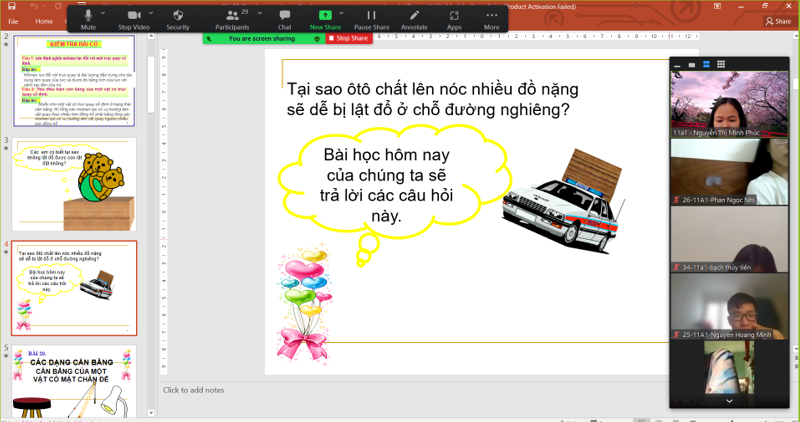 Product Activation Failed)
Mute
Stop Video
Security
Participants
29
Chat
New Share
Pause Share
Annotate
Apps
More
You are screen sharing
Stop Share
Share
2
KIỂM TRA BÀI CŨ
3
Các em có biết tại sao
không lật đổ được con lật
đật không?
4
Tại sao ôtô chất lên nóc nhiều đồ nặng
sẽ dễ bị lật đổ ở chỗ đường nghiêng?
Bài học hôm nay
của chúng ta sẽ
trả lời các câu hỏi
này.
5
BÀI 20.
CÁC DẠNG CÂN BẰNG
CÂN BẰNG CỦA MỘT
VẬT CÓ MẶT CHÂN ĐẾ
Tại sao ôtô chất lên nóc nhiều đồ nặng
sẽ dễ bị lật đổ ở chỗ đường nghiêng?
Bài học hôm nay
của chúng ta sẽ
trả lời các câu hỏi
này.
Click to add notes
11a1 - Nguyễn Thị Minh Phúc
26-11A1-Phan Ngọc Nhi
34-11a1-bạch thủy tiên
25-11A1-Nguyen Hoang Minh